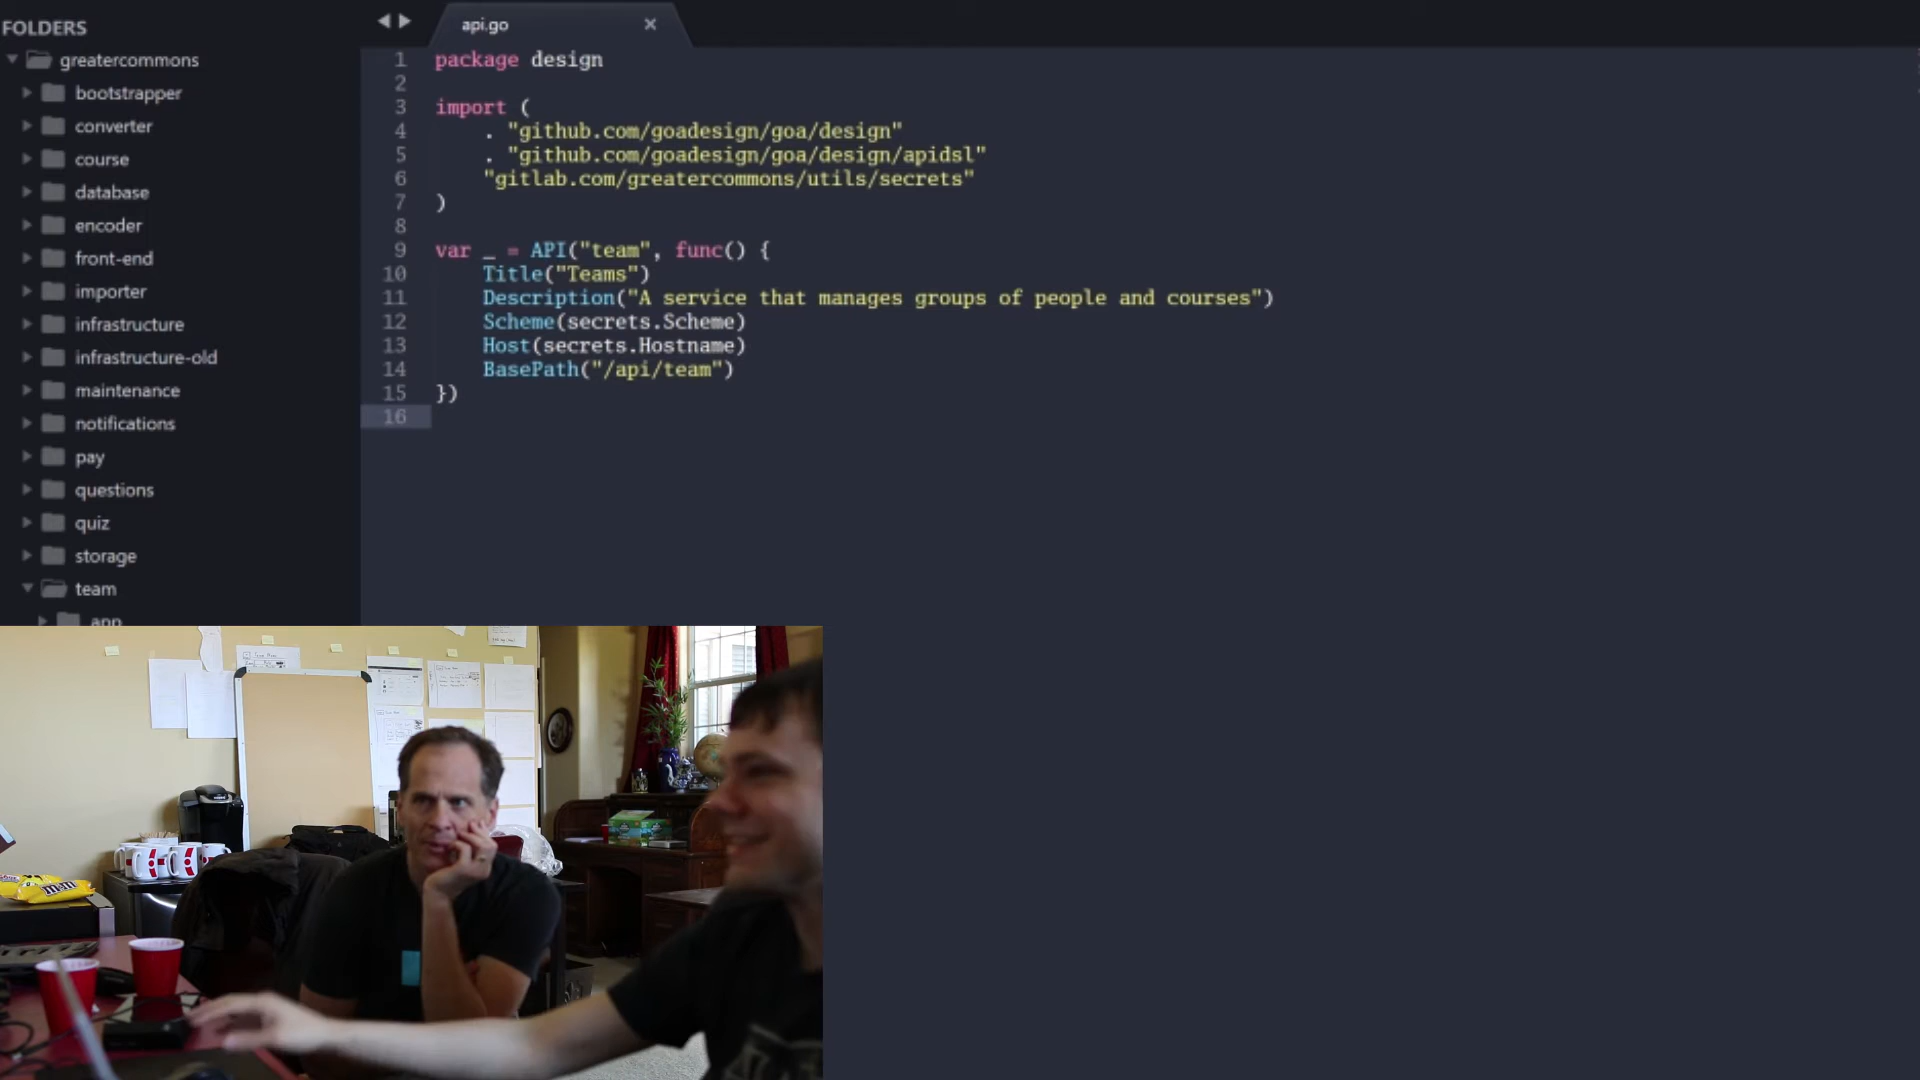 FOLDERS
greatercommons
bootstrapper
converter
course
database
encoder
front-end
importer
infrastructure
infrastructure-old
maintenance
notifications
pay
questions
quiz
storage
team
app
api.go
1 package design
2
3 import (
4 . "github.com/goadesign/goa/design"
5 . "github.com/goadesign/goa/design/apidsl"
6 "gitlab.com/greatercommons/utils/secrets"
7 )
8
9 var _ = API("team", func() {
10 Title("Teams")
11 Description("A service that manages groups of people and courses")
12 Scheme(secrets.Scheme)
13 Host(secrets.Hostname)
14 BasePath("/api/team")
15 })
16
m&m's